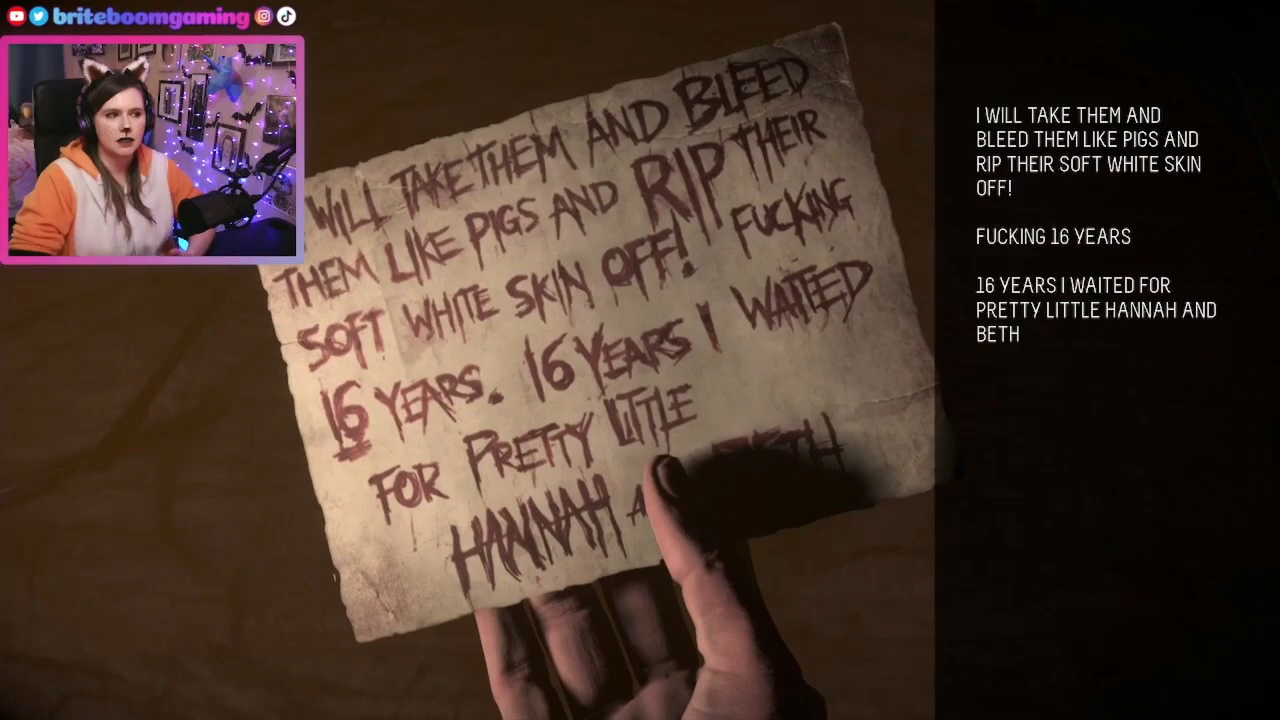 briteboomgaming
WILL TAKE THEM AND BLEED
THEM LIKE PIGS AND RIP THEIR
SOFT WHITE SKIN OFF! FUCKING
16 YEARS. 16 YEARS I WAITED
FOR PRETTY LITTLE
HANNAH A BETH
I WILL TAKE THEM AND
BLEED THEM LIKE PIGS AND
RIP THEIR SOFT WHITE SKIN
OFF!
FUCKING 16 YEARS
16 YEARS I WAITED FOR
PRETTY LITTLE HANNAH AND
BETH